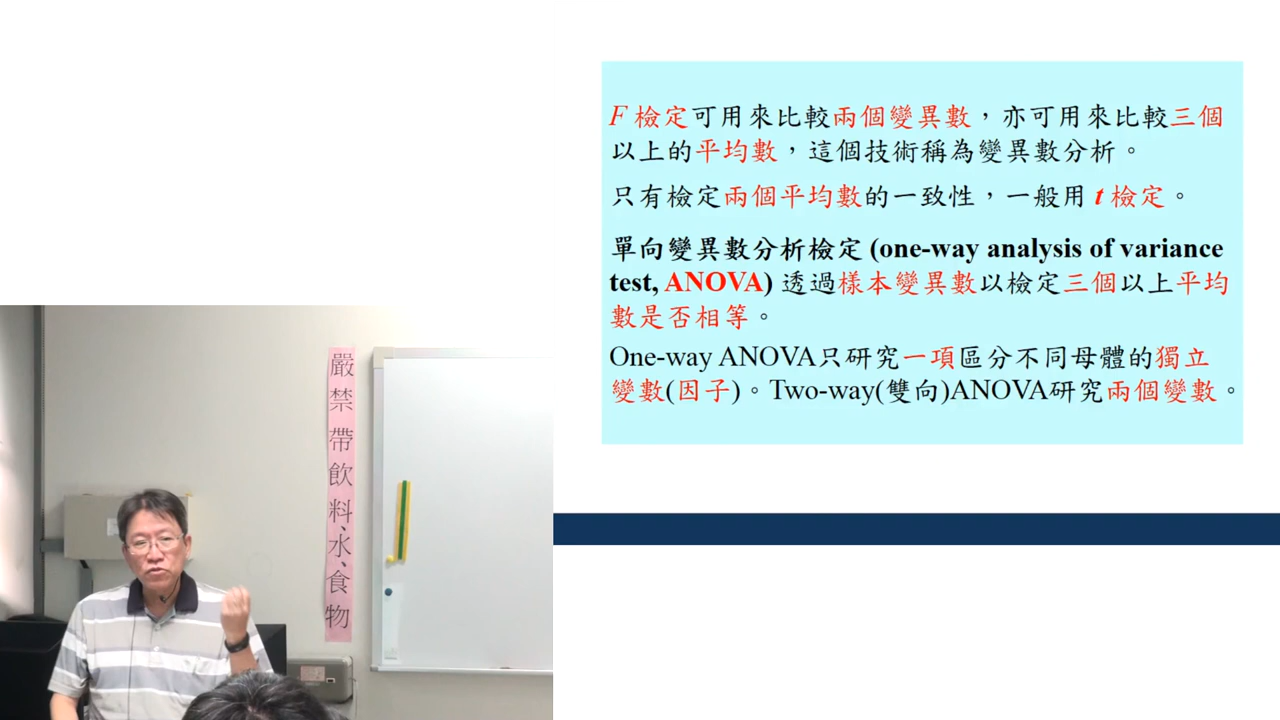 F 檢定可用來比較兩個變異數，亦可用來比較三個
以上的平均數，這個技術稱為變異數分析。
只有檢定兩個平均數的一致性，一般用 t 檢定。
單向變異數分析檢定 (one-way analysis of variance
test, ANOVA) 透過樣本變異數以檢定三個以上平均
數是否相等。
One-way ANOVA只研究一項區分不同母體的獨立
變數(因子)。Two-way(雙向)ANOVA研究兩個變數。
嚴禁帶飲料、水、食物